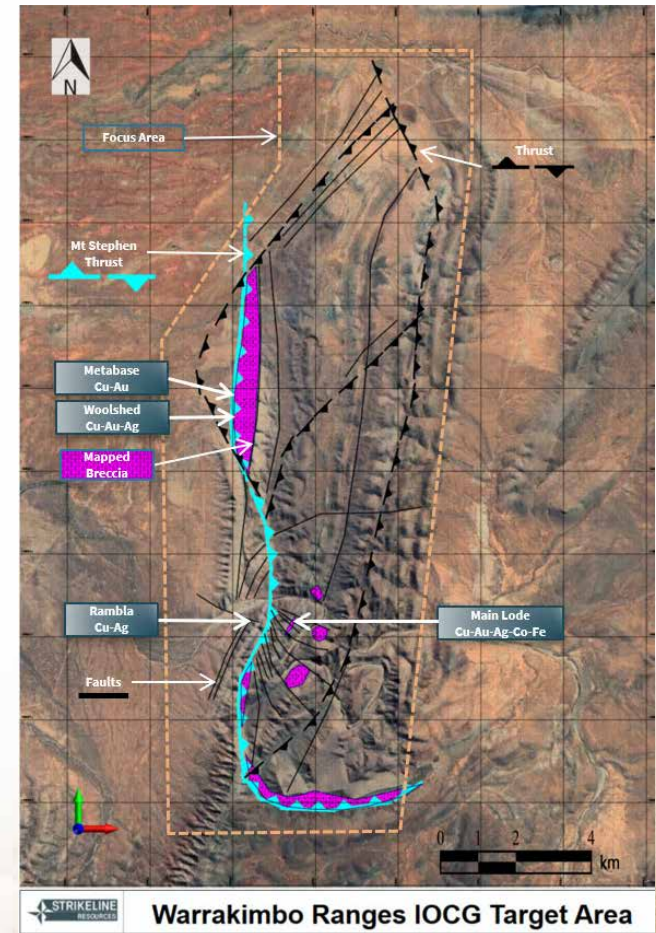 N
Focus Area
Thrust
Mt Stephen
Thrust
Metabase
Cu-Au
Woolshed
Cu-Au-Ag
Mapped
Breccia
Rambla
Cu-Ag
Main Lode
Cu-Au-Ag-Co-Fe
Faults
0 1 2 4
km
STRIKELINE
RESOURCES
Warrakimbo Ranges IOCG Target Area